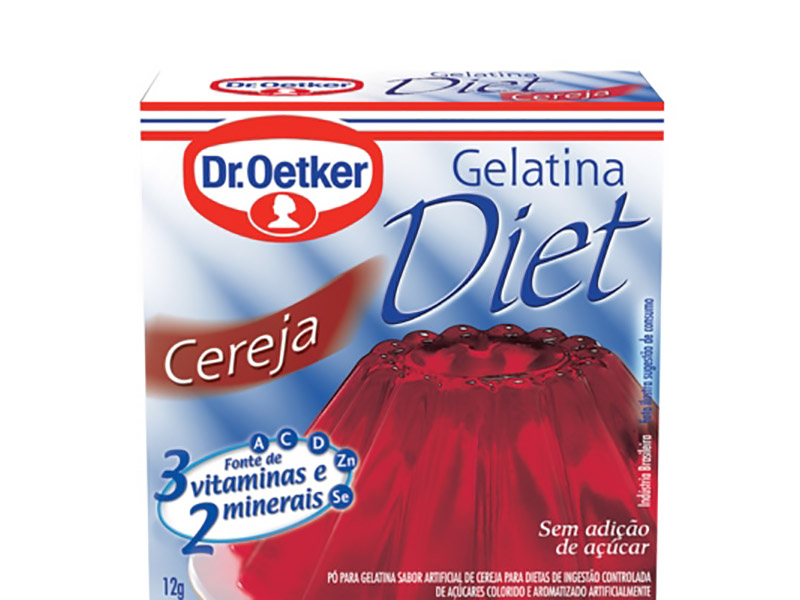 Dr.Oetker
Gelatina
Diet
Cereja
Dr.Oetker
Gelatina
Diet
Cereja
A C D Zn Se
3 Fonte de
vitaminas e
2 minerais
Indústria Brasileira Foto ilustra sugestão de consumo
Sem adição
de açúcar
12g
PÓ PARA GELATINA SABOR ARTIFICIAL DE CEREJA PARA DIETAS DE INGESTÃO CONTROLADA
DE AÇÚCARES COLORIDO E AROMATIZADO ARTIFICIALMENTE